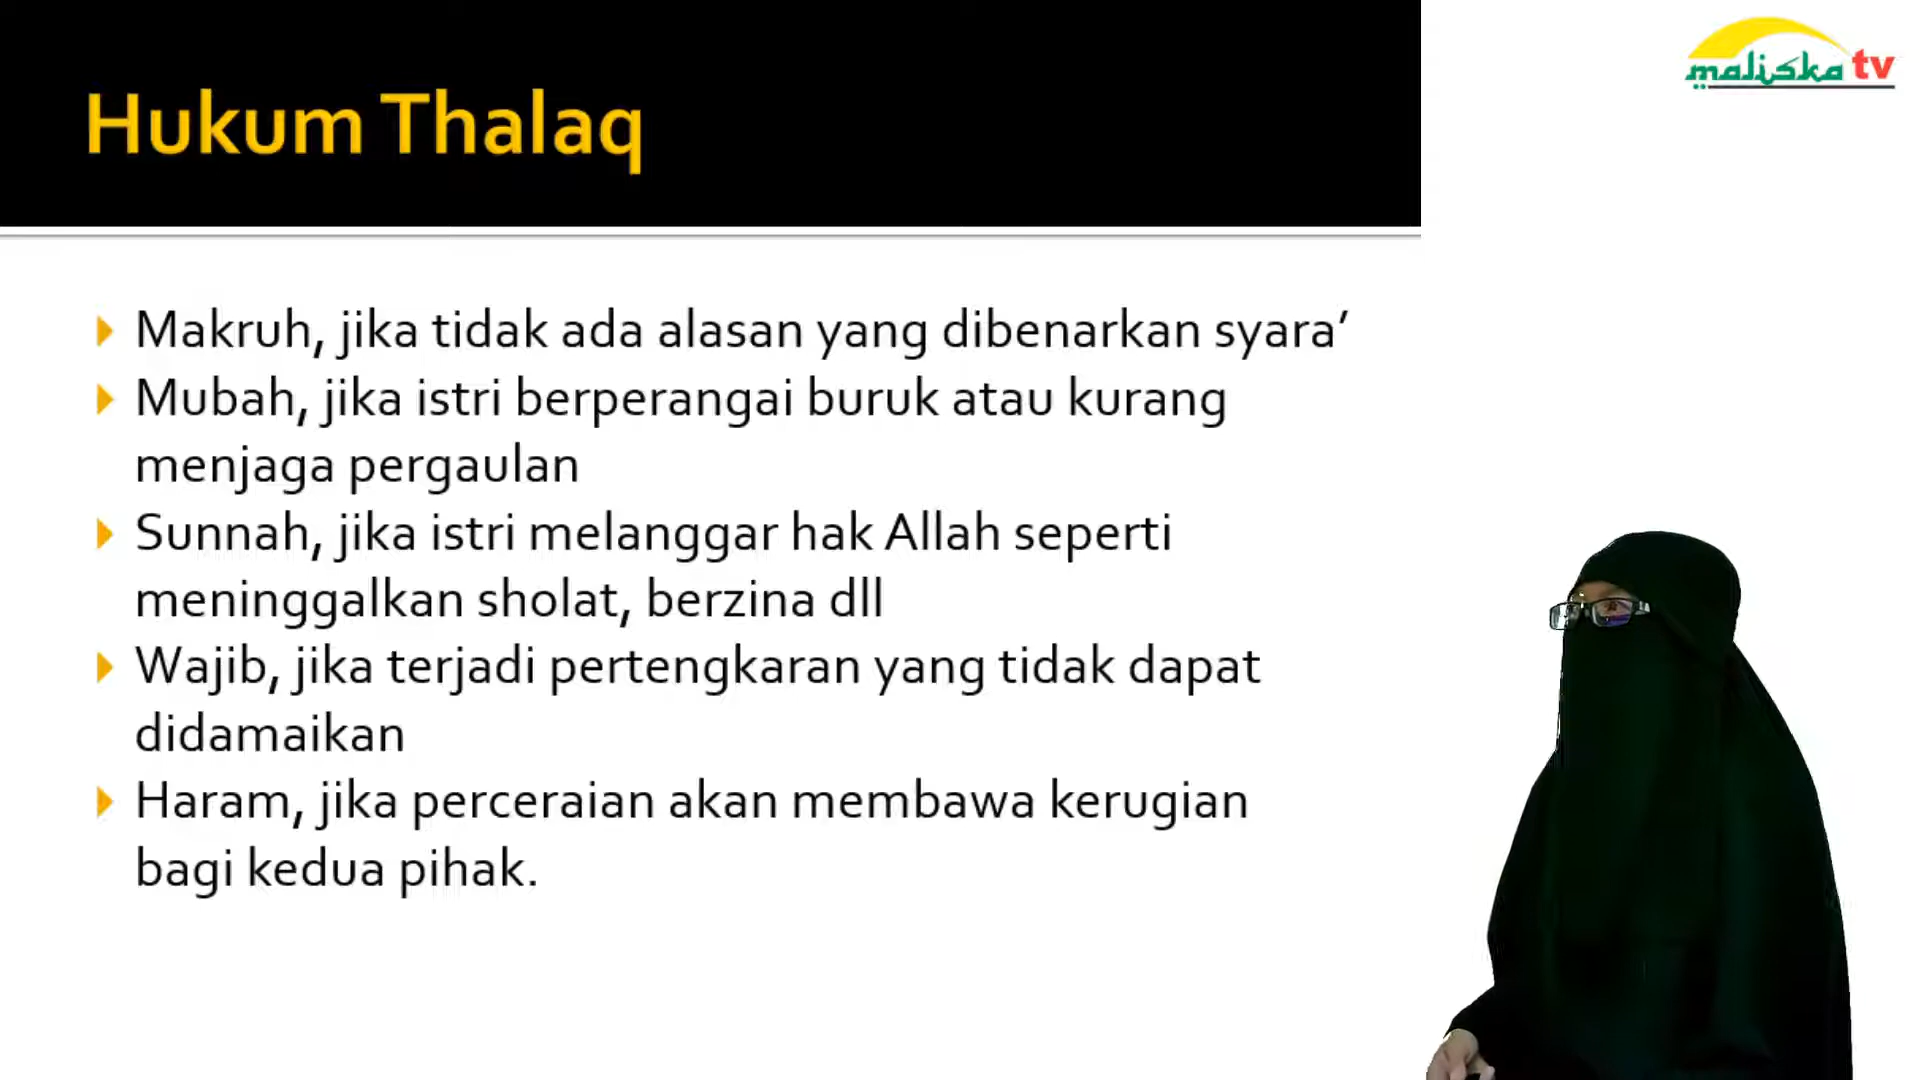 Hukum Thalaq
maliska tv
Makruh, jika tidak ada alasan yang dibenarkan syara’
Mubah, jika istri berperangai buruk atau kurang
menjaga pergaulan
Sunnah, jika istri melanggar hak Allah seperti
meninggalkan sholat, berzina dll
Wajib, jika terjadi pertengkaran yang tidak dapat
didamaikan
Haram, jika perceraian akan membawa kerugian
bagi kedua pihak.